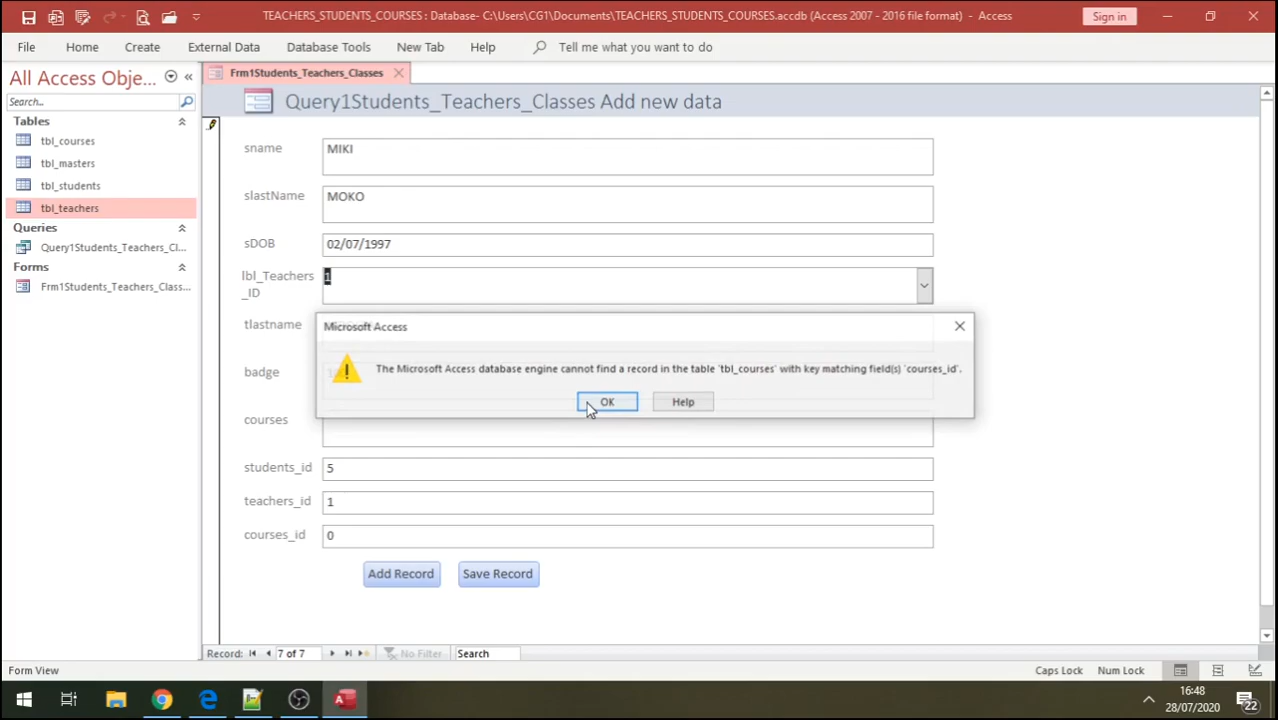 TEACHERS_STUDENTS_COURSES : Database- C:\Users\CG1\Documents\TEACHERS_STUDENTS_COURSES.accdb (Access 2007 - 2016 file format) - Access
Sign in
File Home Create External Data Database Tools New Tab Help Tell me what you want to do
All Access Obje...
Search...
Tables
tbl_courses
tbl_masters
tbl_students
tbl_teachers
Queries
Query1Students_Teachers_Cl...
Forms
Frm1Students_Teachers_Class...
Frm1Students_Teachers_Classes
Query1Students_Teachers_Classes Add new data
sname MIKI
slastName MOKO
sDOB 02/07/1997
lbl_Teachers
_ID
1
tlastname
badge
courses
Microsoft Access
The Microsoft Access database engine cannot find a record in the table 'tbl_courses' with key matching field(s) 'courses_id'.
OK Help
students_id 5
teachers_id 1
courses_id 0
Add Record Save Record
Record: 7 of 7 No Filter Search
Form View Caps Lock Num Lock
16:48
28/07/2020
22